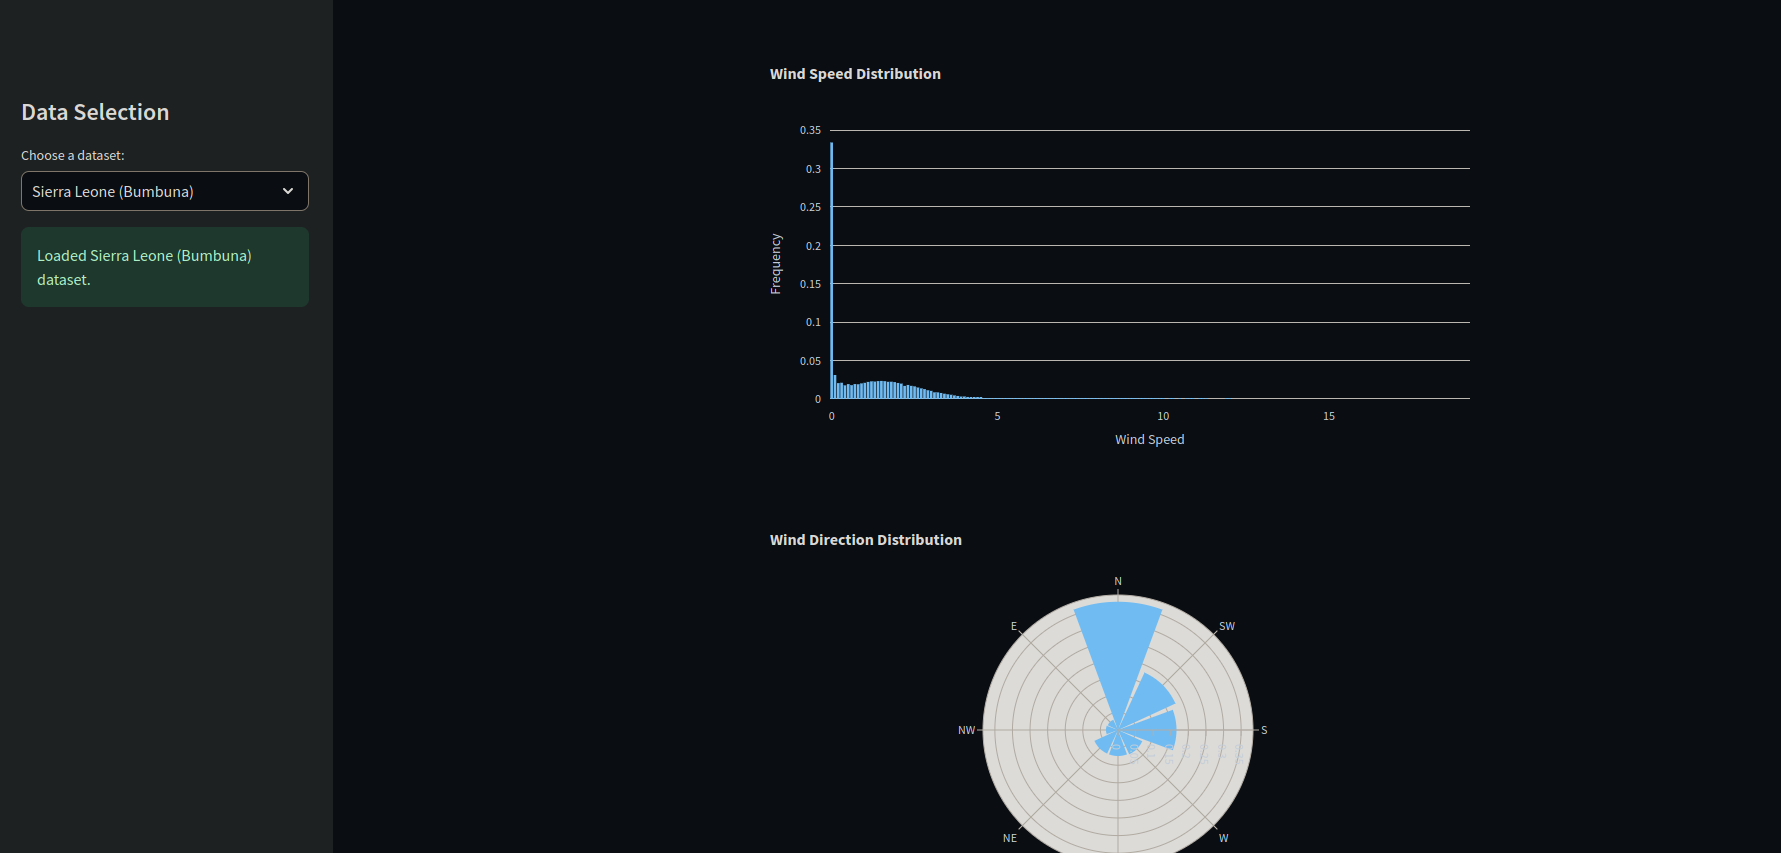 Data Selection
Choose a dataset:
Sierra Leone (Bumbuna)
Loaded Sierra Leone (Bumbuna)
dataset.
Wind Speed Distribution
0.35
0.3
0.25
0.2
0.15
0.1
0.05
0
Frequency
0
5
10
15
Wind Speed
Wind Direction Distribution
N
E
SW
NW
S
NE
W